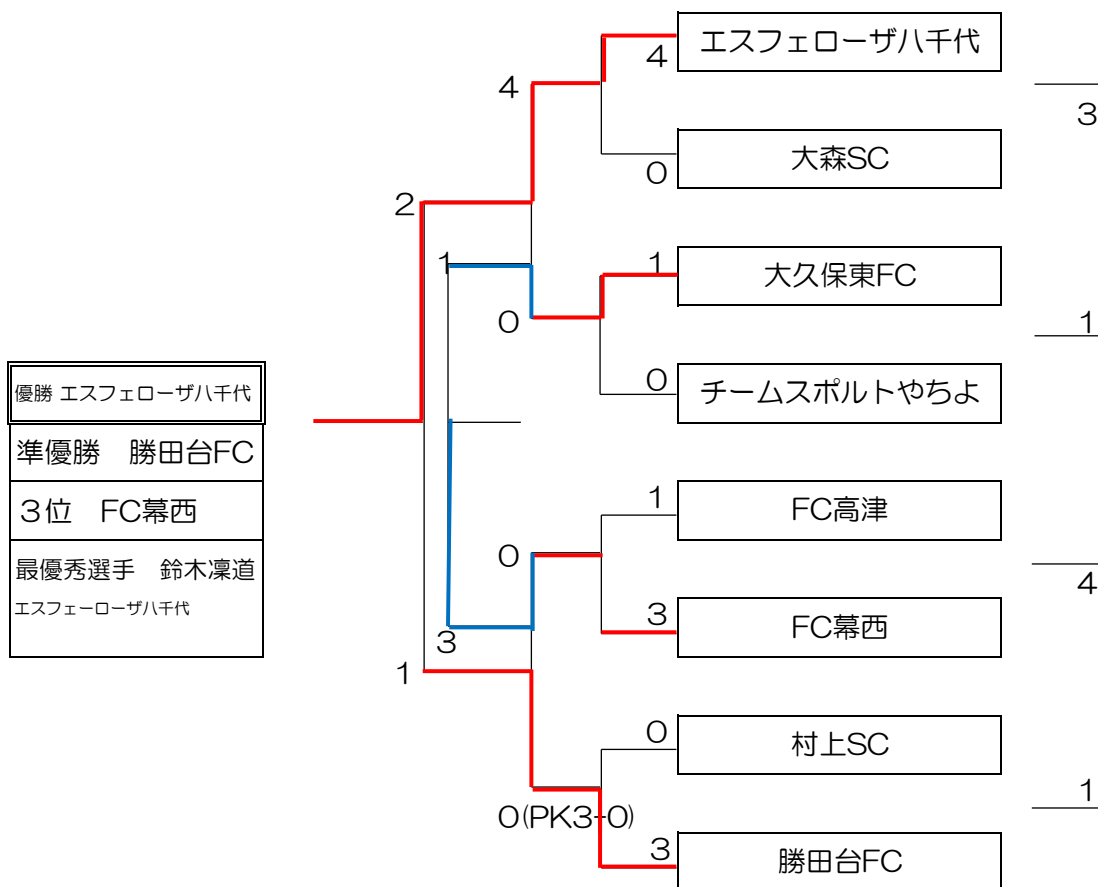 エスフェローザ八千代
4
4
3
大森SC
0
2
1
大久保東FC
1
0
1
チームスポルトやちよ
0
優勝 エスフェローザ八千代
準優勝　勝田台FC
3位　FC幕西
最優秀選手　鈴木凜道
エスフェーローザ八千代
FC高津
1
0
4
FC幕西
3
3
1
村上SC
0
1
0(PK3-0)
勝田台FC
3